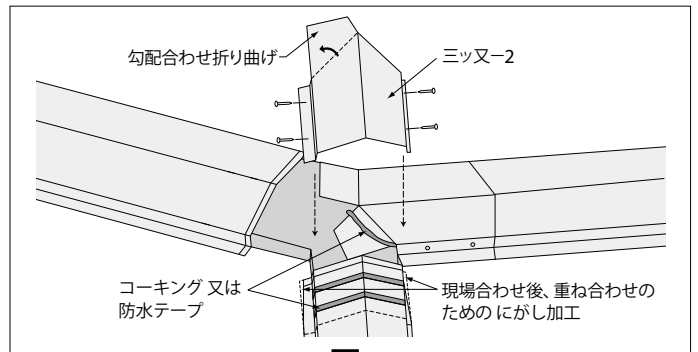 勾配合わせ折り曲げ
三ッ又ー2
コーキング 又は
防水テープ
現場合わせ後、重ね合わせの
ための にがし加工